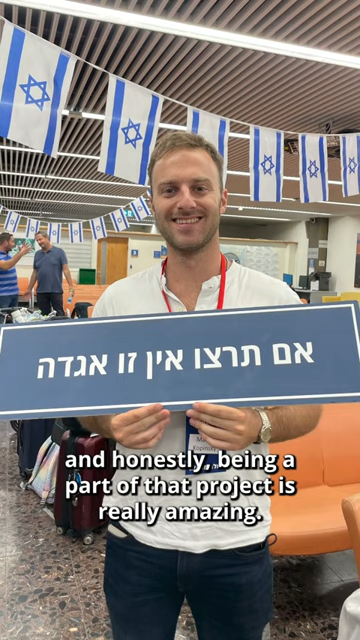 אם תרצו אין זו אגדה
and honestly, being a
part of that project is
really amazing.